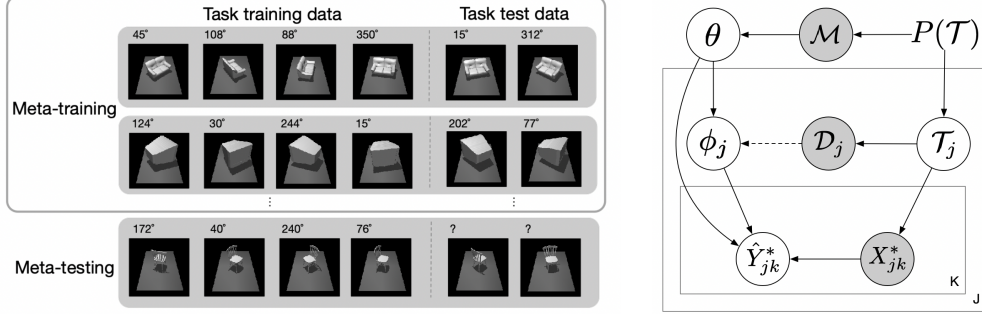 Task training data Task test data
45° 108° 88° 350° 15° 312°
Meta-training
124° 30° 244° 15° 202° 77°
⋮ ⋮
172° 40° 240° 76° ? ?
Meta-testing
θ ℳ P(𝒯)
ϕⱼ 𝒟ⱼ 𝒯ⱼ
Ŷ*ⱼₖ X*ⱼₖ
K
J